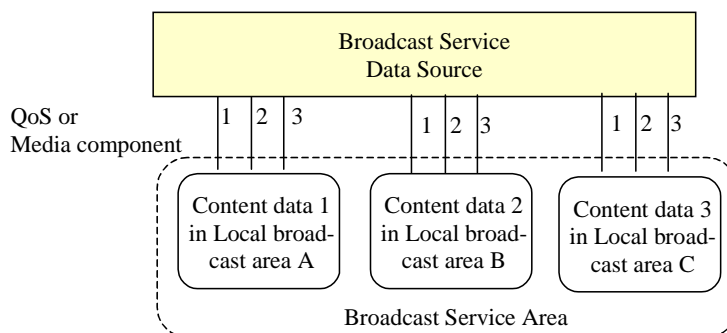 Broadcast Service
Data Source
QoS or
Media component
1 2 3
1 2 3
1 2 3
Content data 1
in Local broad-
cast area A
Content data 2
in Local broad-
cast area B
Content data 3
in Local broad-
cast area C
Broadcast Service Area